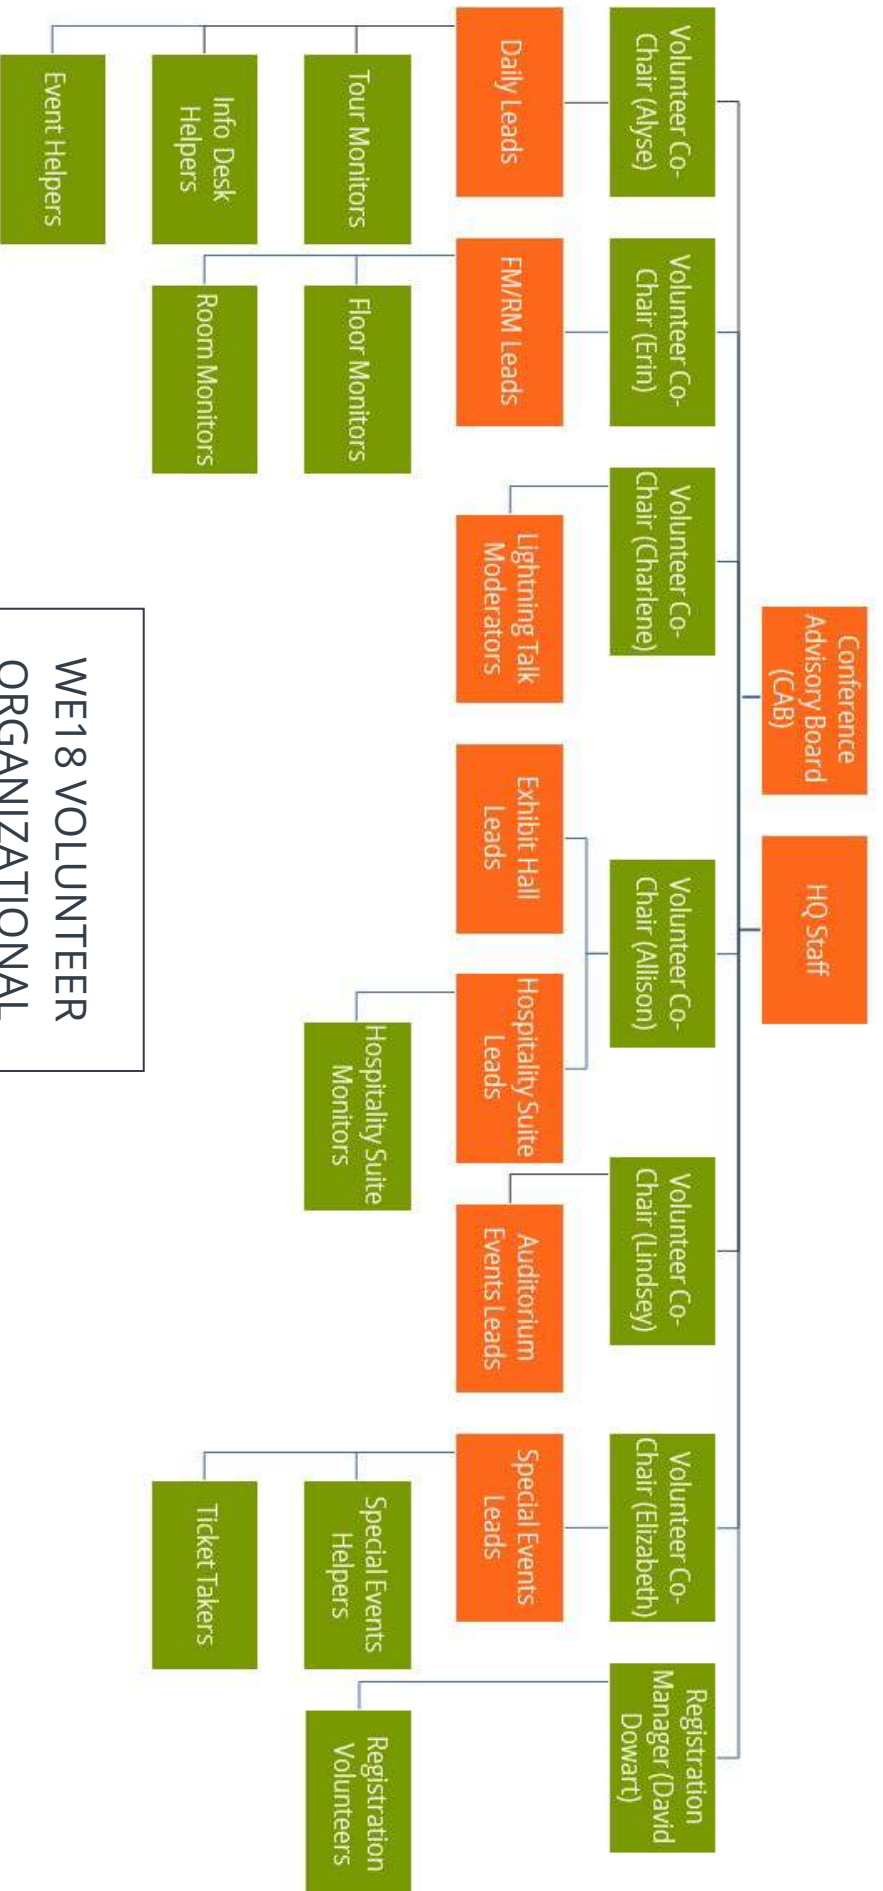 Conference
Advisory Board
(CAB)
HQ Staff
Volunteer Co-
Chair (Alyse)
Volunteer Co-
Chair (Erin)
Volunteer Co-
Chair (Charlene)
Volunteer Co-
Chair (Allison)
Volunteer Co-
Chair (Lindsey)
Volunteer Co-
Chair (Elizabeth)
Registration
Manager (David
Dowart)
Daily Leads
FM/RM Leads
Lightning Talk
Moderators
Exhibit Hall
Leads
Hospitality Suite
Leads
Auditorium
Events Leads
Special Events
Leads
Tour Monitors
Floor Monitors
Hospitality Suite
Monitors
Special Events
Helpers
Registration
Volunteers
Info Desk
Helpers
Room Monitors
Ticket Takers
Event Helpers
WE18 VOLUNTEER
ORGANIZATIONAL